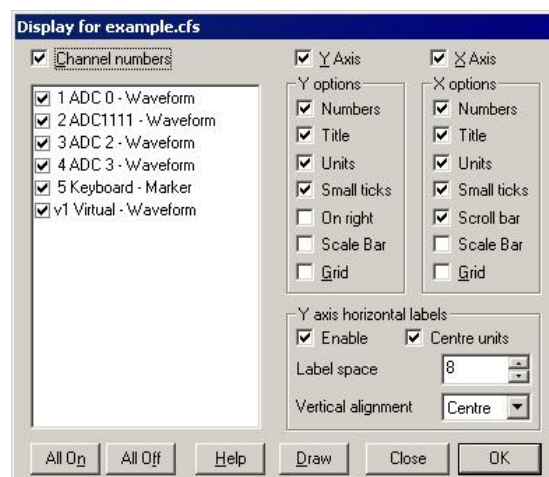 Display for example.cfs
Channel numbers
Y Axis
X Axis
1 ADC 0 - Waveform
2 ADC1111 - Waveform
3 ADC 2 - Waveform
4 ADC 3 - Waveform
5 Keyboard - Marker
v1 Virtual - Waveform
Y options
Numbers
Title
Units
Small ticks
On right
Scale Bar
Grid
X options
Numbers
Title
Units
Small ticks
Scroll bar
Scale Bar
Grid
Y axis horizontal labels
Enable
Centre units
Label space
8
Vertical alignment
Centre
All On
All Off
Help
Draw
Close
OK